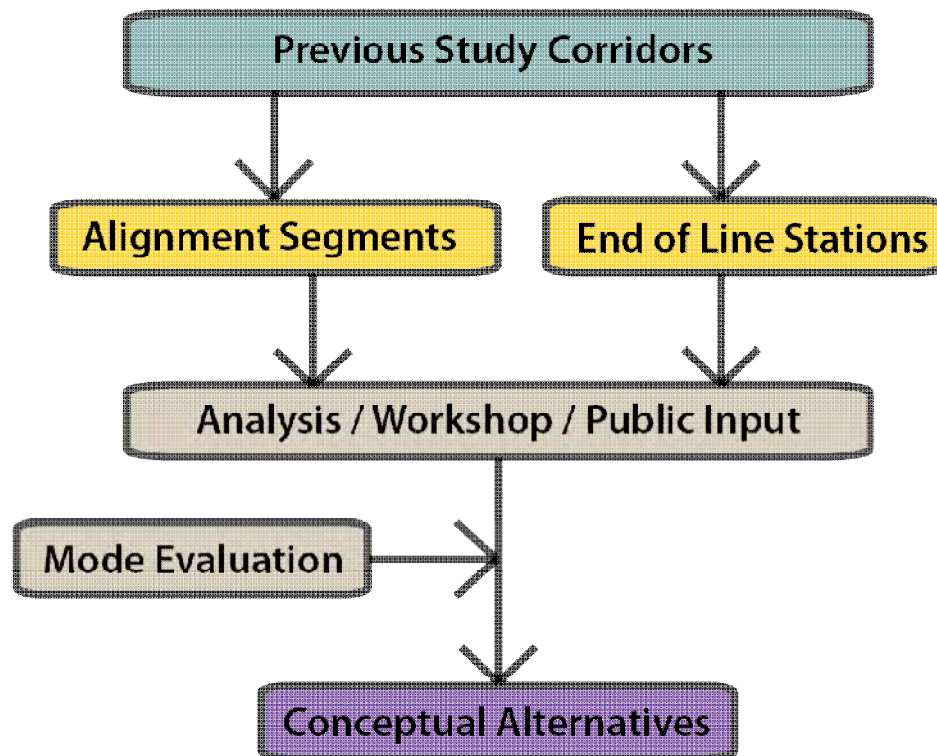 Previous Study Corridors
Alignment Segments
End of Line Stations
Analysis / Workshop / Public Input
Mode Evaluation
Conceptual Alternatives